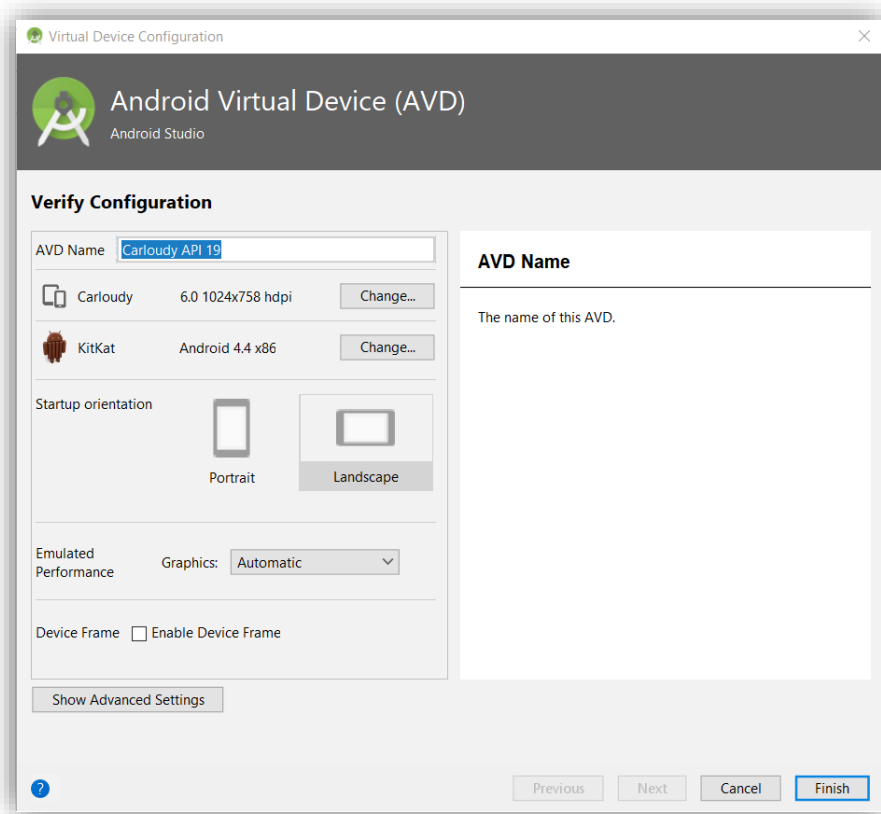 Virtual Device Configuration
Android Virtual Device (AVD)
Android Studio
Verify Configuration
AVD Name Carloudy API 19
Carloudy 6.0 1024x758 hdpi Change...
KitKat Android 4.4 x86 Change...
Startup orientation
Portrait Landscape
Emulated
Performance
Graphics: Automatic
Device Frame Enable Device Frame
Show Advanced Settings
AVD Name
The name of this AVD.
? Previous Next Cancel Finish